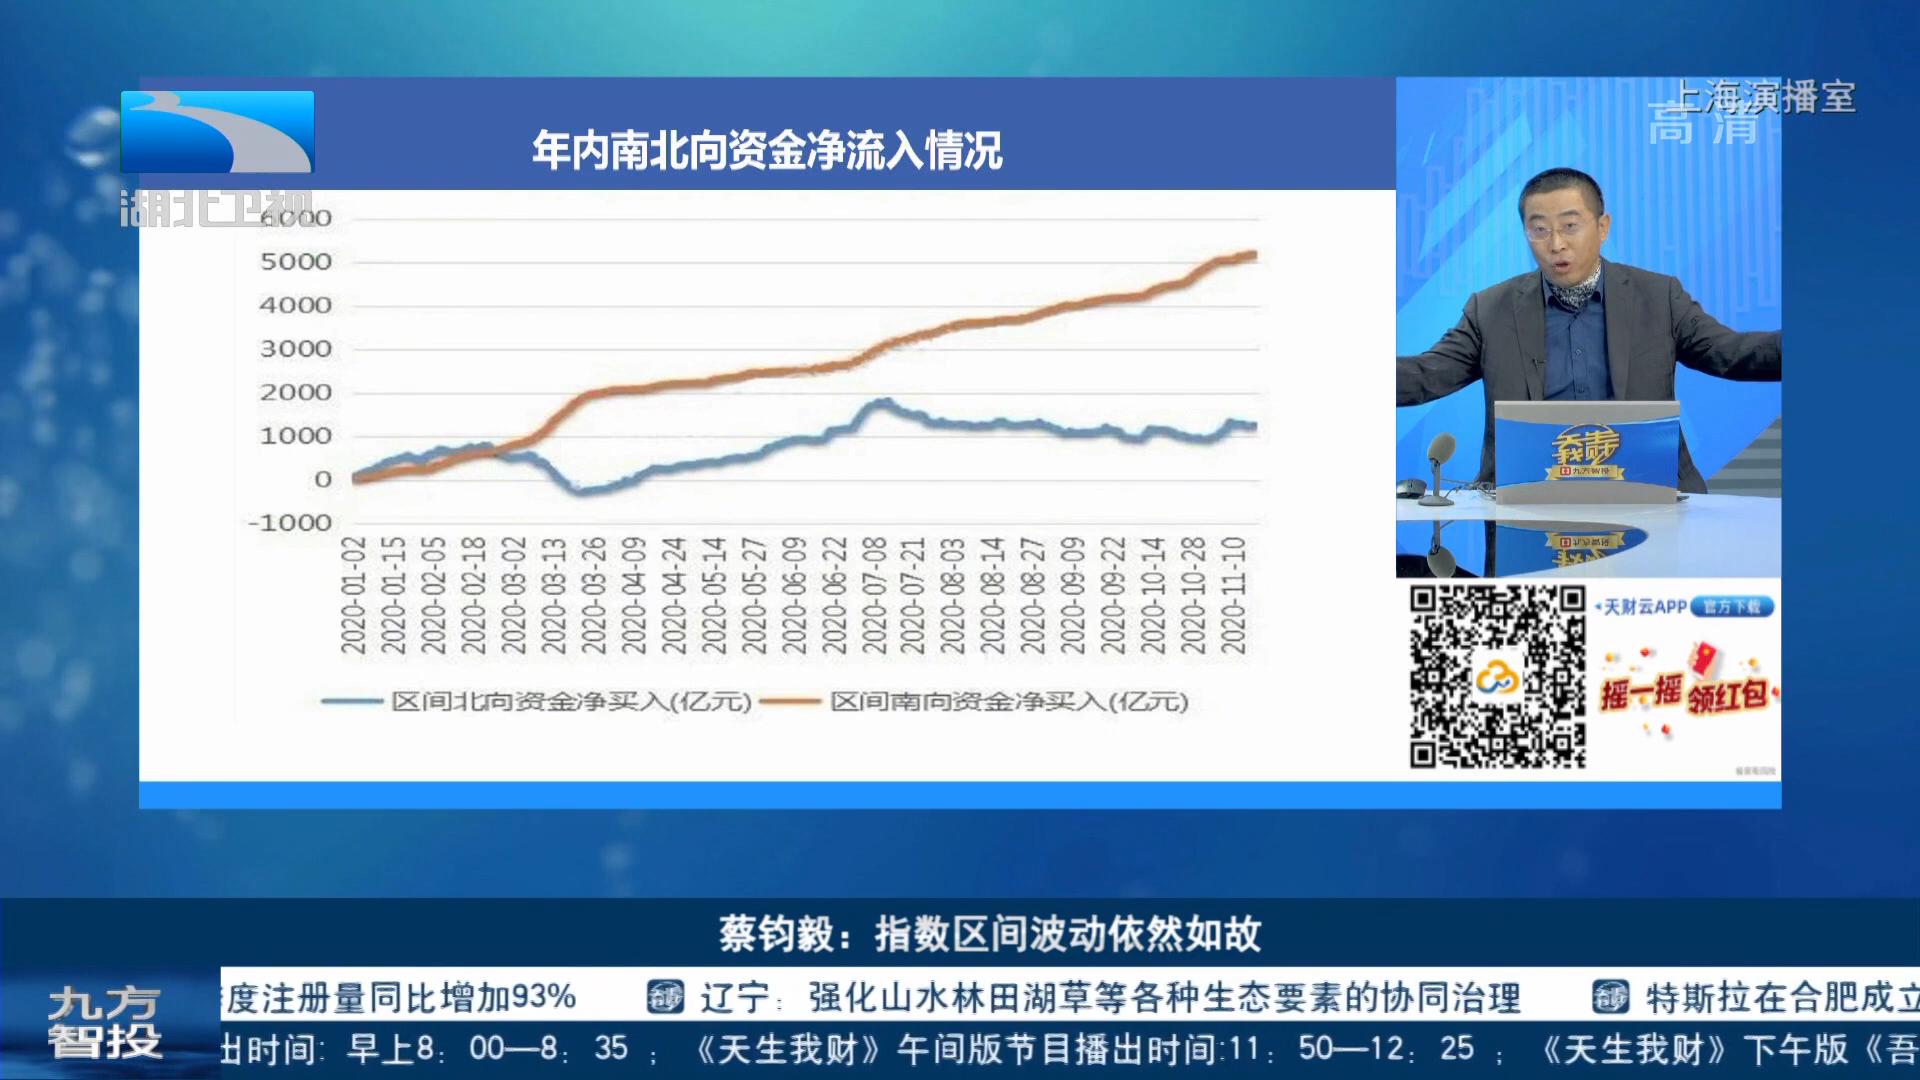 上海演播室
高清
湖北卫视
年内南北向资金净流入情况
6000
5000
4000
3000
2000
1000
0
-1000
2020-01-02
2020-01-15
2020-02-05
2020-02-18
2020-03-02
2020-03-13
2020-03-26
2020-04-09
2020-04-24
2020-05-14
2020-05-27
2020-06-09
2020-06-22
2020-07-08
2020-07-21
2020-08-03
2020-08-14
2020-08-27
2020-09-09
2020-09-22
2020-10-14
2020-10-28
2020-11-10
区间北向资金净买入(亿元) 区间南向资金净买入(亿元)
九方智投
天财云APP 官方下载
摇一摇 领红包
蔡钧毅：指数区间波动依然如故
九方
智投
度注册量同比增加93% 辽宁：强化山水林田湖草等各种生态要素的协同治理 特斯拉在合肥成立
出时间: 早上8：00—8：35 ；《天生我财》午间版节目播出时间:11：50—12：25 ；《天生我财》下午版《吾